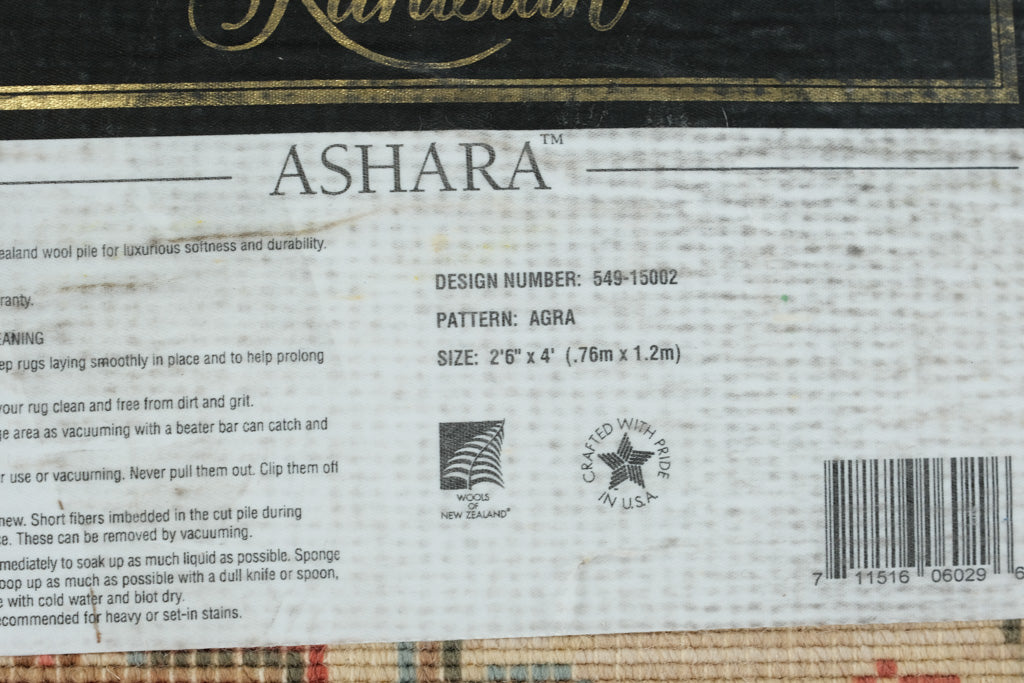 ASHARA™
ealand wool pile for luxurious softness and durability.
ranty.
EANING
ep rugs laying smoothly in place and to help prolong
your rug clean and free from dirt and grit.
ge area as vacuuming with a beater bar can catch and
r use or vacuuming. Never pull them out. Clip them off
new. Short fibers imbedded in the cut pile during
e. These can be removed by vacuuming.
mediately to soak up as much liquid as possible. Sponge
oop up as much as possible with a dull knife or spoon,
e with cold water and blot dry.
ecommended for heavy or set-in stains.
DESIGN NUMBER: 549-15002
PATTERN: AGRA
SIZE: 2'6" x 4' (.76m x 1.2m)
WOOLS
OF
NEW ZEALAND®
CRAFTED WITH PRIDE
IN U.S.A.
7 11516 06029 6